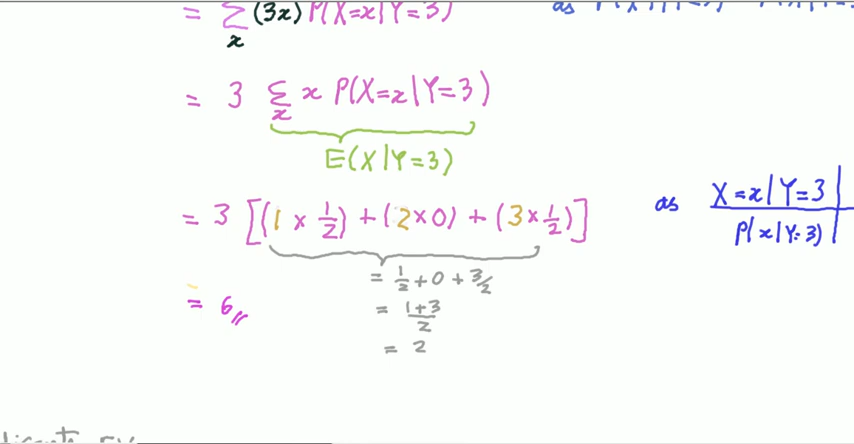 = Σ_x (3x) P(X=x|Y=3) as
= 3 Σ_x x P(X=x|Y=3)
E(X|Y=3)
= 3 [(1 × 1/2) + (2×0) + (3×1/2)] as X=x|Y=3
P(x|Y=3)
= 1/2 + 0 + 3/2
= 6//
= (1+3)/2
= 2